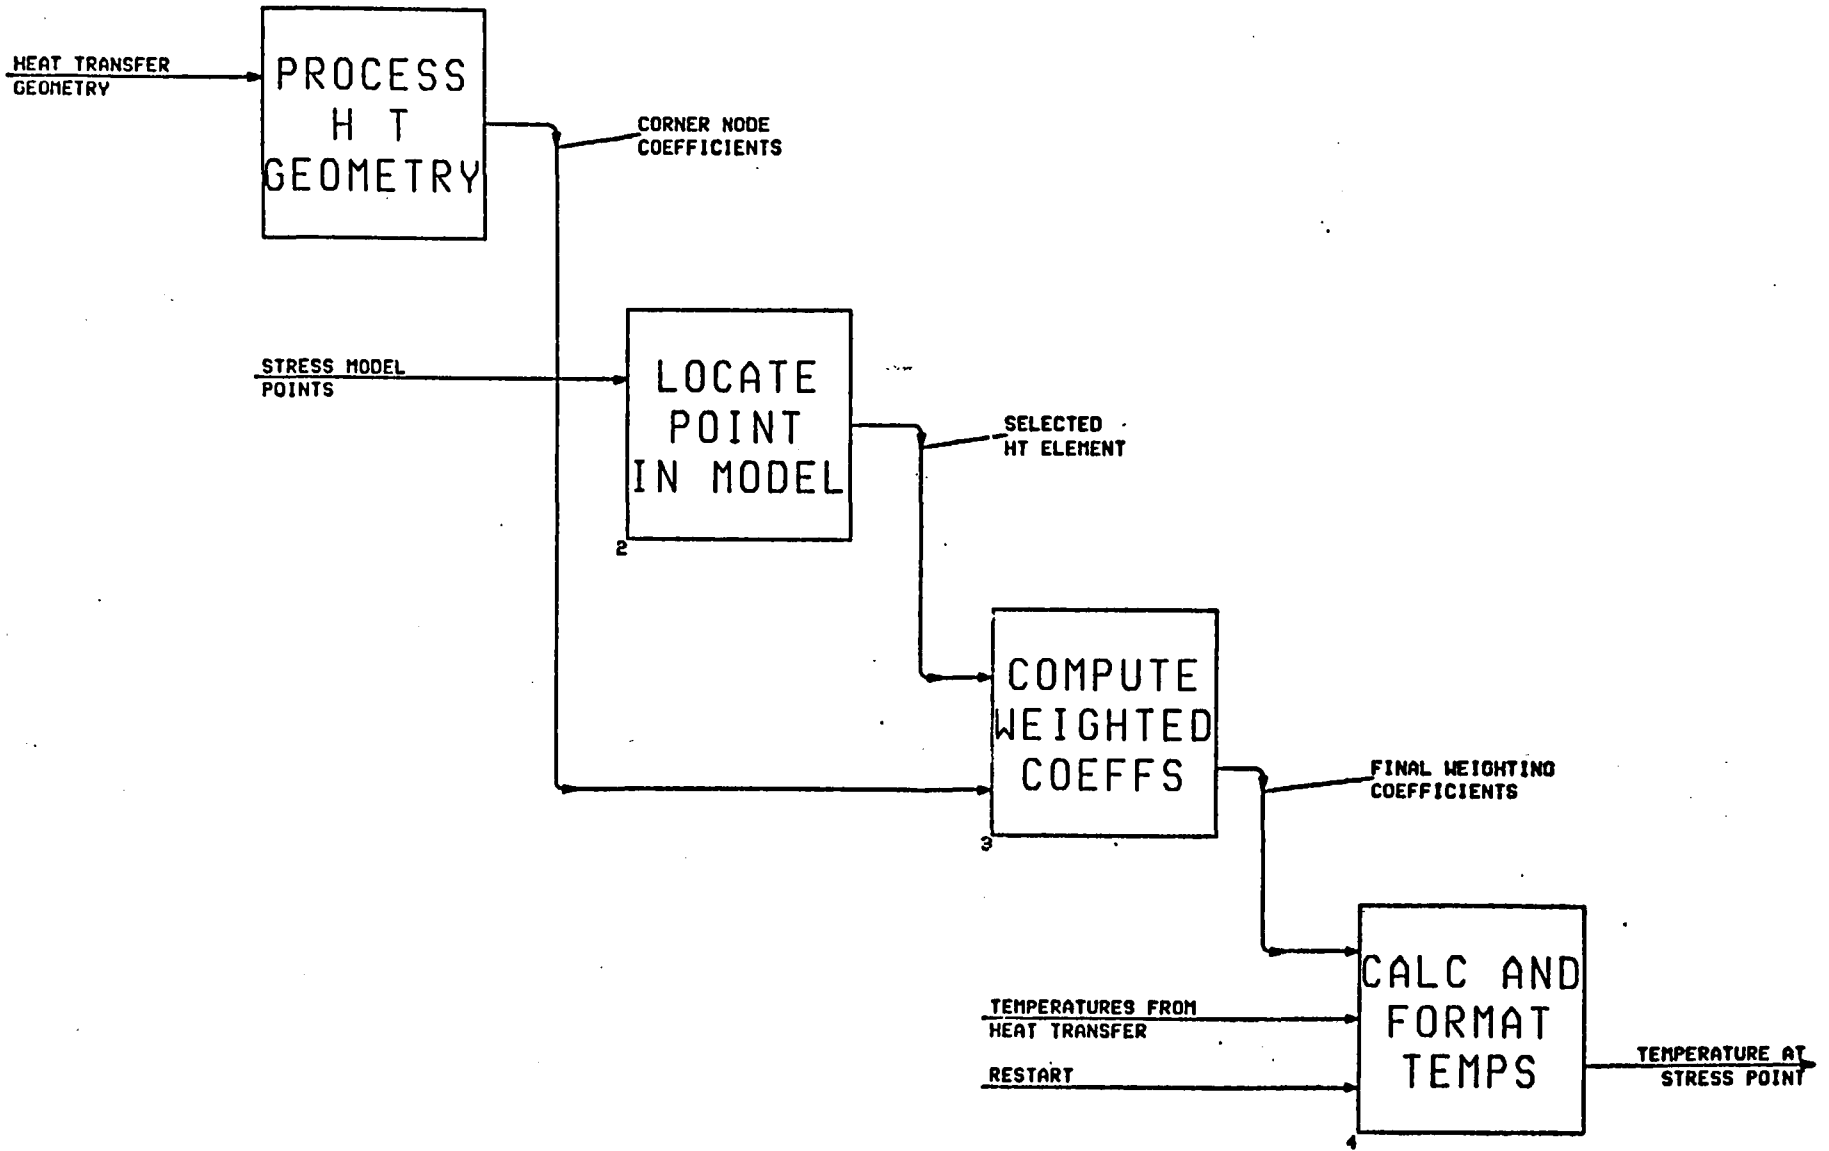 HEAT TRANSFER
GEOMETRY
PROCESS
H T
GEOMETRY
CORNER NODE
COEFFICIENTS
STRESS MODEL
POINTS
LOCATE
POINT
IN MODEL
2
SELECTED
HT ELEMENT
COMPUTE
WEIGHTED
COEFFS
3
FINAL WEIGHTING
COEFFICIENTS
CALC AND
FORMAT
TEMPS
4
TEMPERATURES FROM
HEAT TRANSFER
RESTART
TEMPERATURE AT
STRESS POINT